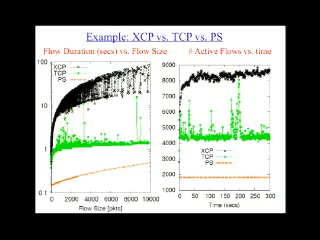 Example: XCP vs. TCP vs. PS
Flow Duration (secs) vs. Flow Size
# Active Flows vs. time
100
10
1
0.1
XCP
TCP
PS
0 2000 4000 6000 8000 10000
Flow Size [pkts]
9000
8000
7000
6000
5000
4000
3000
2000
1000
XCP
TCP
PS
0 50 100 150 200 250 300
Time (secs)